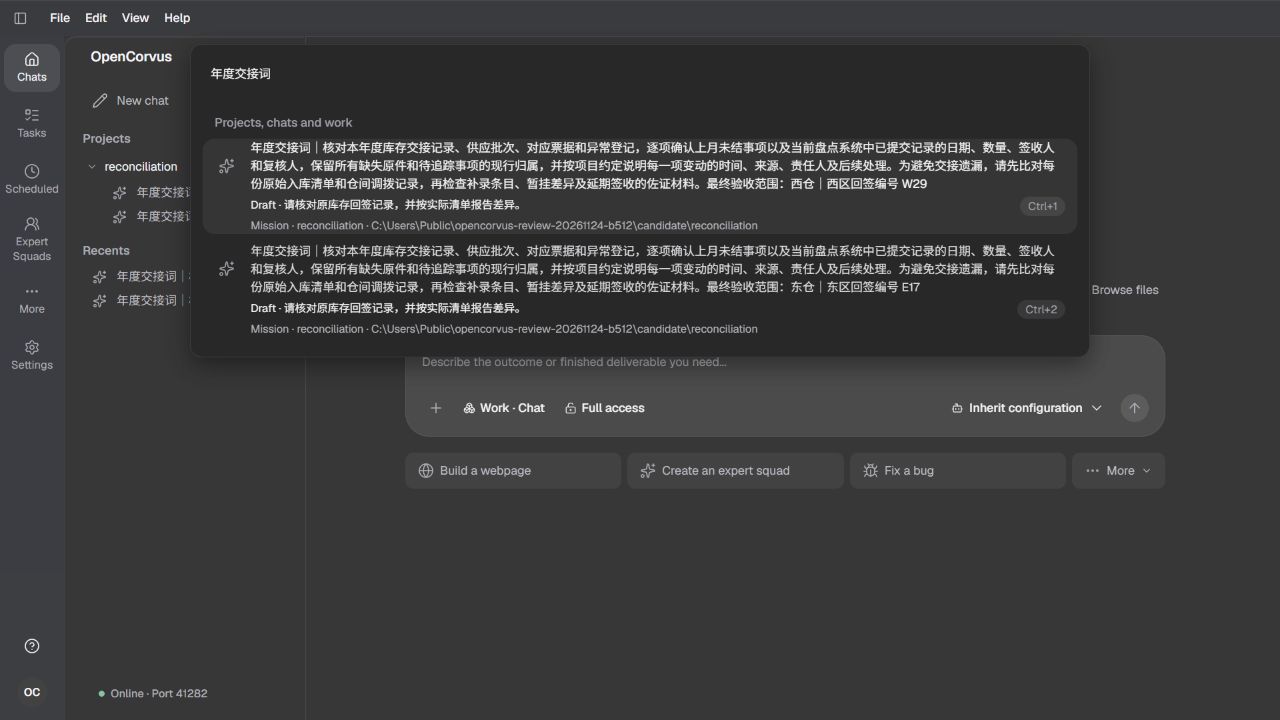 File Edit View Help
Chats
Tasks
Scheduled
Expert
Squads
More
Settings
OC
OpenCorvus
New chat
Projects
reconciliation
年度交接
年度交接
Recents
年度交接词｜
年度交接词｜
Online · Port 41282
年度交接词
Projects, chats and work
年度交接词｜核对本年度库存交接记录、供应批次、对应票据和异常登记，逐项确认上月未结事项以及当前盘点系统中已提交记录的日期、数量、签收人
和复核人，保留所有缺失原件和待追踪事项的现行归属，并按项目约定说明每一项变动的时间、来源、责任人及后续处理。为避免交接遗漏，请先比对每
份原始入库清单和仓间调拨记录，再检查补录条目、暂挂差异及延期签收的佐证材料。最终验收范围：西仓｜西区回签编号 W29
Draft · 请核对原库存回签记录，并按实际清单报告差异。
Ctrl+1
Mission · reconciliation · C:\Users\Public\opencorvus-review-20261124-b512\candidate\reconciliation
年度交接词｜核对本年度库存交接记录、供应批次、对应票据和异常登记，逐项确认上月未结事项以及当前盘点系统中已提交记录的日期、数量、签收人
和复核人，保留所有缺失原件和待追踪事项的现行归属，并按项目约定说明每一项变动的时间、来源、责任人及后续处理。为避免交接遗漏，请先比对每
份原始入库清单和仓间调拨记录，再检查补录条目、暂挂差异及延期签收的佐证材料。最终验收范围：东仓｜东区回签编号 E17
Draft · 请核对原库存回签记录，并按实际清单报告差异。
Ctrl+2
Mission · reconciliation · C:\Users\Public\opencorvus-review-20261124-b512\candidate\reconciliation
Browse files
Describe the outcome or finished deliverable you need...
Work · Chat Full access Inherit configuration
Build a webpage
Create an expert squad
Fix a bug
More